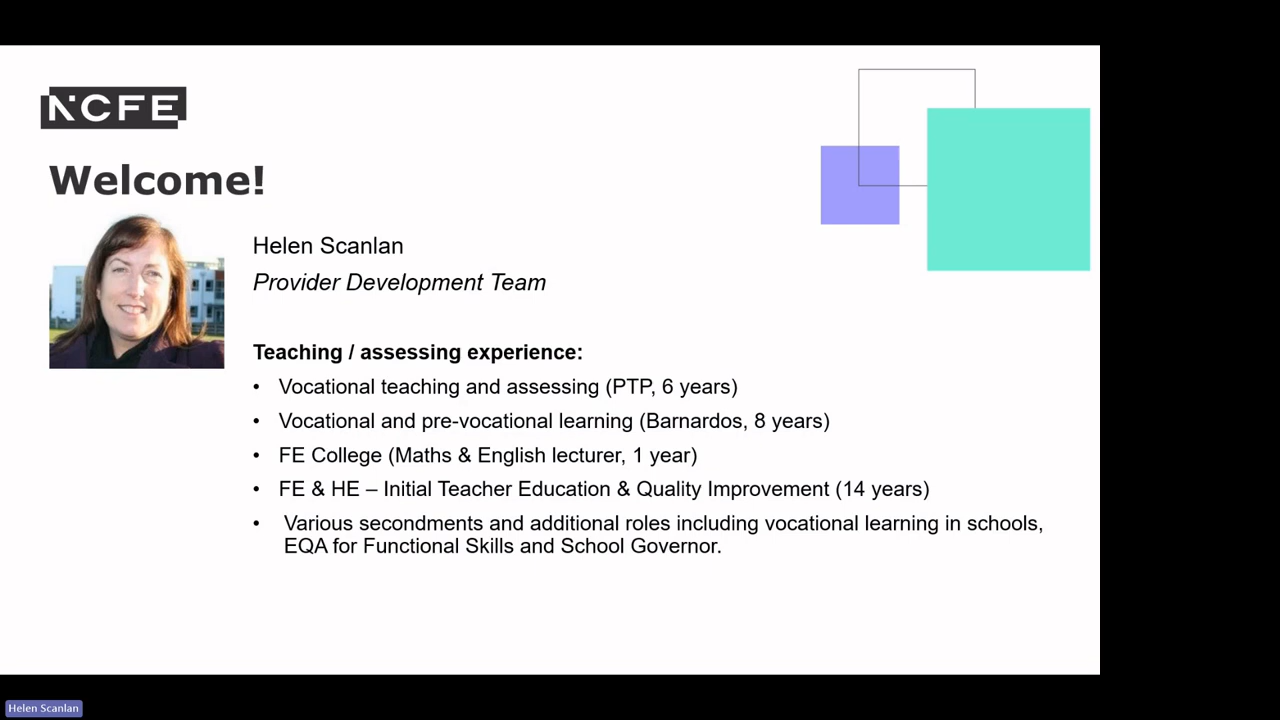 NCFE
Welcome!
Helen Scanlan
Provider Development Team
Teaching / assessing experience:
• Vocational teaching and assessing (PTP, 6 years)
• Vocational and pre-vocational learning (Barnardos, 8 years)
• FE College (Maths & English lecturer, 1 year)
• FE & HE – Initial Teacher Education & Quality Improvement (14 years)
• Various secondments and additional roles including vocational learning in schools,
EQA for Functional Skills and School Governor.
Helen Scanlan